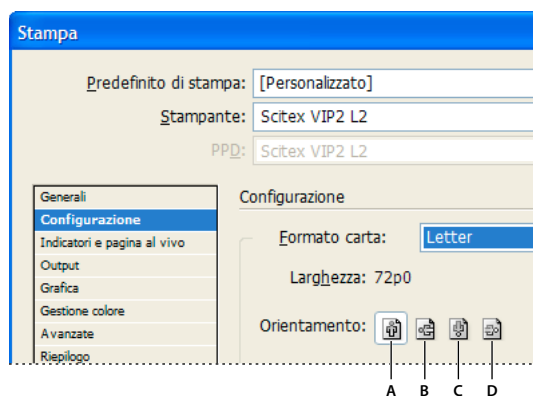 Stampa
Predefinito di stampa: [Personalizzato]
Stampante: Scitex VIP2 L2
PPD: Scitex VIP2 L2
Generali
Configurazione
Indicatori e pagina al vivo
Output
Grafica
Gestione colore
Avanzate
Riepilogo
Configurazione
Formato carta: Letter
Larghezza: 72p0
Orientamento:
A B C D